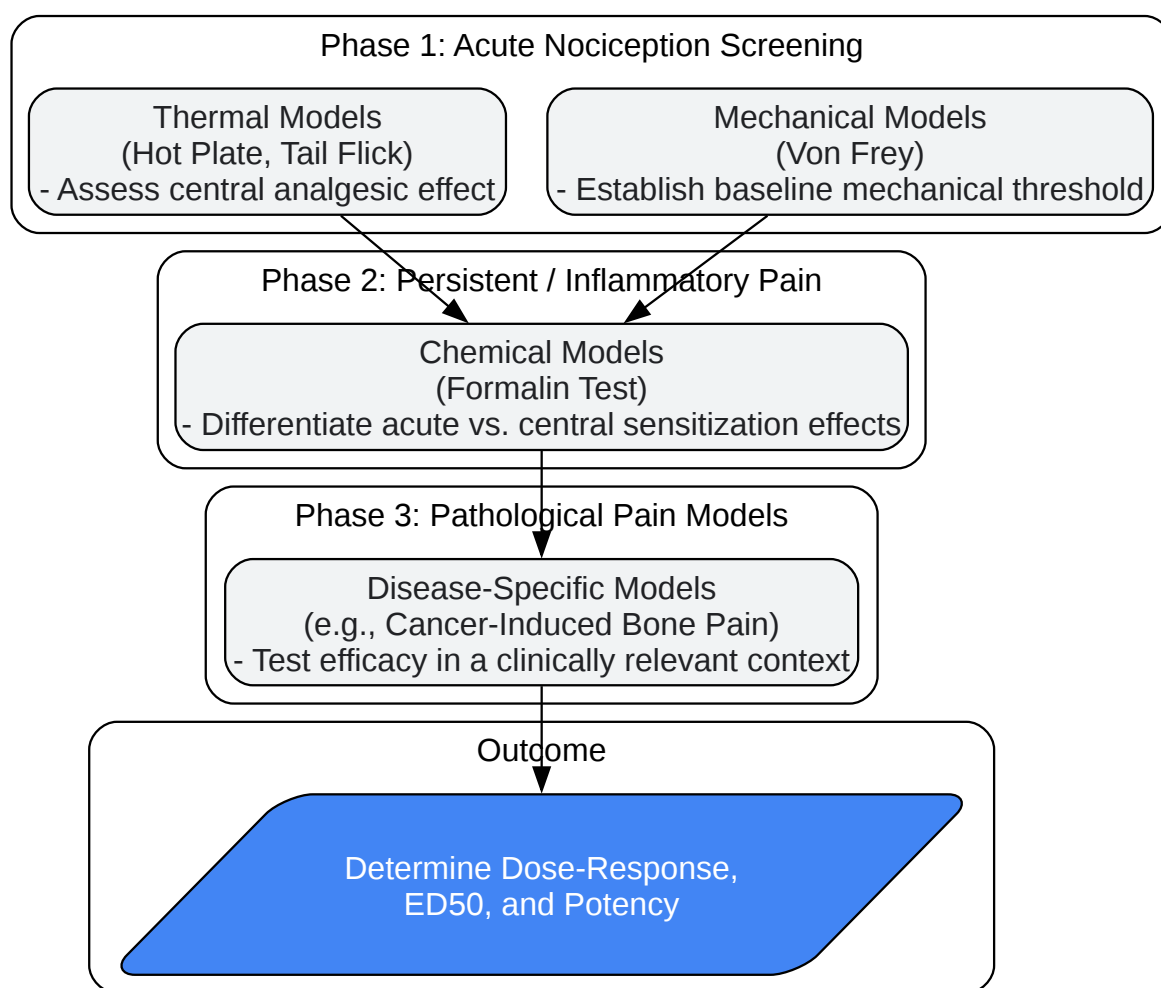 Phase 1: Acute Nociception Screening
Thermal Models
(Hot Plate, Tail Flick)
- Assess central analgesic effect
Mechanical Models
(Von Frey)
- Establish baseline mechanical threshold
Phase 2: Persistent / Inflammatory Pain
Chemical Models
(Formalin Test)
- Differentiate acute vs. central sensitization effects
Phase 3: Pathological Pain Models
Disease-Specific Models
(e.g., Cancer-Induced Bone Pain)
- Test efficacy in a clinically relevant context
Outcome
Determine Dose-Response,
ED50, and Potency